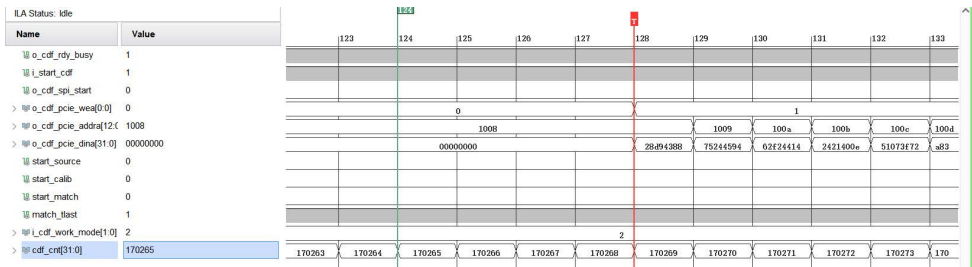 ILA Status: Idle
124
T
Name Value
123 124 125 126 127 128 129 130 131 132 133
o_cdf_rdy_busy 1
i_start_cdf 1
o_cdf_spi_start 0
o_cdf_pcie_wea[0:0] 0 0 1
o_cdf_pcie_addra[12:0 1008 1008 1009 100a 100b 100c 100d
o_cdf_pcie_dina[31:0] 00000000 00000000 28d94388 75244594 62f24414 2421400e 51073f72 a83
start_source 0
start_calib 0
start_match 0
match_tlast 1
i_cdf_work_mode[1:0] 2 2
cdf_cnt[31:0] 170265 170263 170264 170265 170266 170267 170268 170269 170270 170271 170272 170273 170